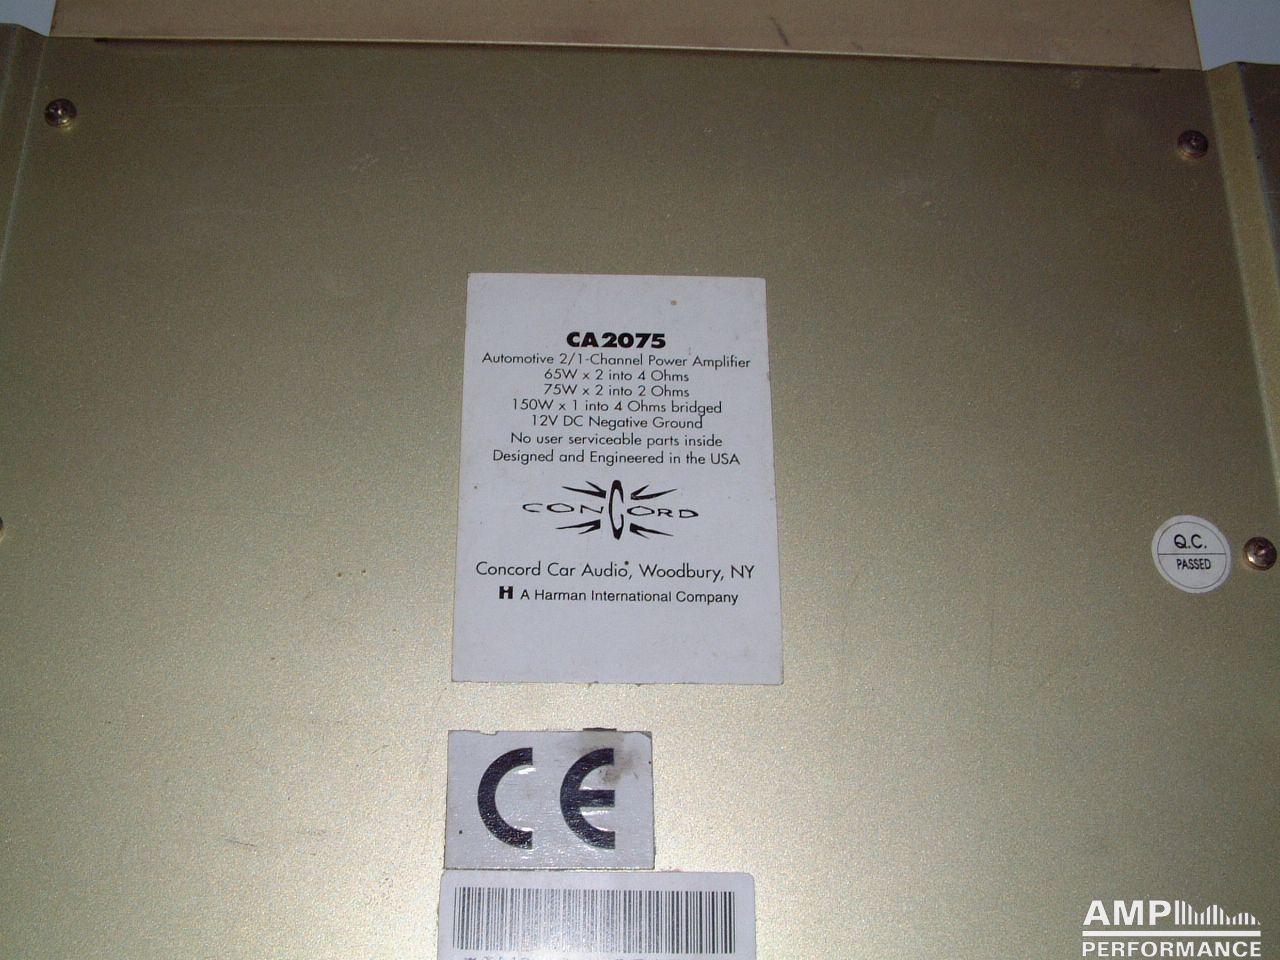 CA2075
Automotive 2/1-Channel Power Amplifier
65W x 2 into 4 Ohms
75W x 2 into 2 Ohms
150W x 1 into 4 Ohms bridged
12V DC Negative Ground
No user serviceable parts inside
Designed and Engineered in the USA
CONCORD
Concord Car Audio®, Woodbury, NY
H A Harman International Company
Q.C.
PASSED
CE
AMP
PERFORMANCE